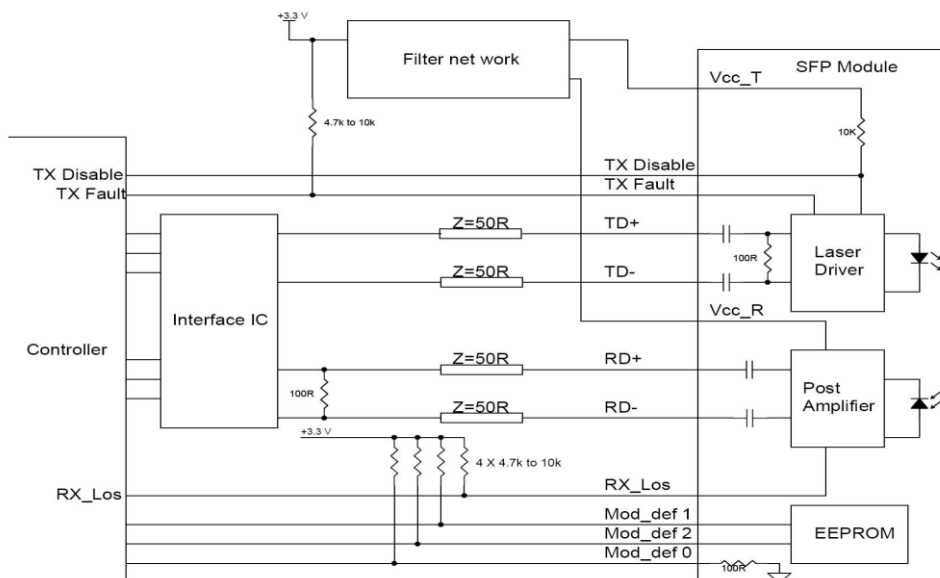 +3.3 V
Filter net work
SFP Module
Vcc_T
4.7k to 10k
10K
TX Disable
TX Disable
TX Fault
TX Fault
Z=50R
TD+
100R
Laser
Driver
Z=50R
TD-
Interface IC
Vcc_R
Controller
Z=50R
RD+
100R
Post
Amplifier
Z=50R
RD-
+3.3 V
4 X 4.7k to 10k
RX_Los
RX_Los
Mod_def 1
Mod_def 2
EEPROM
Mod_def 0
100R